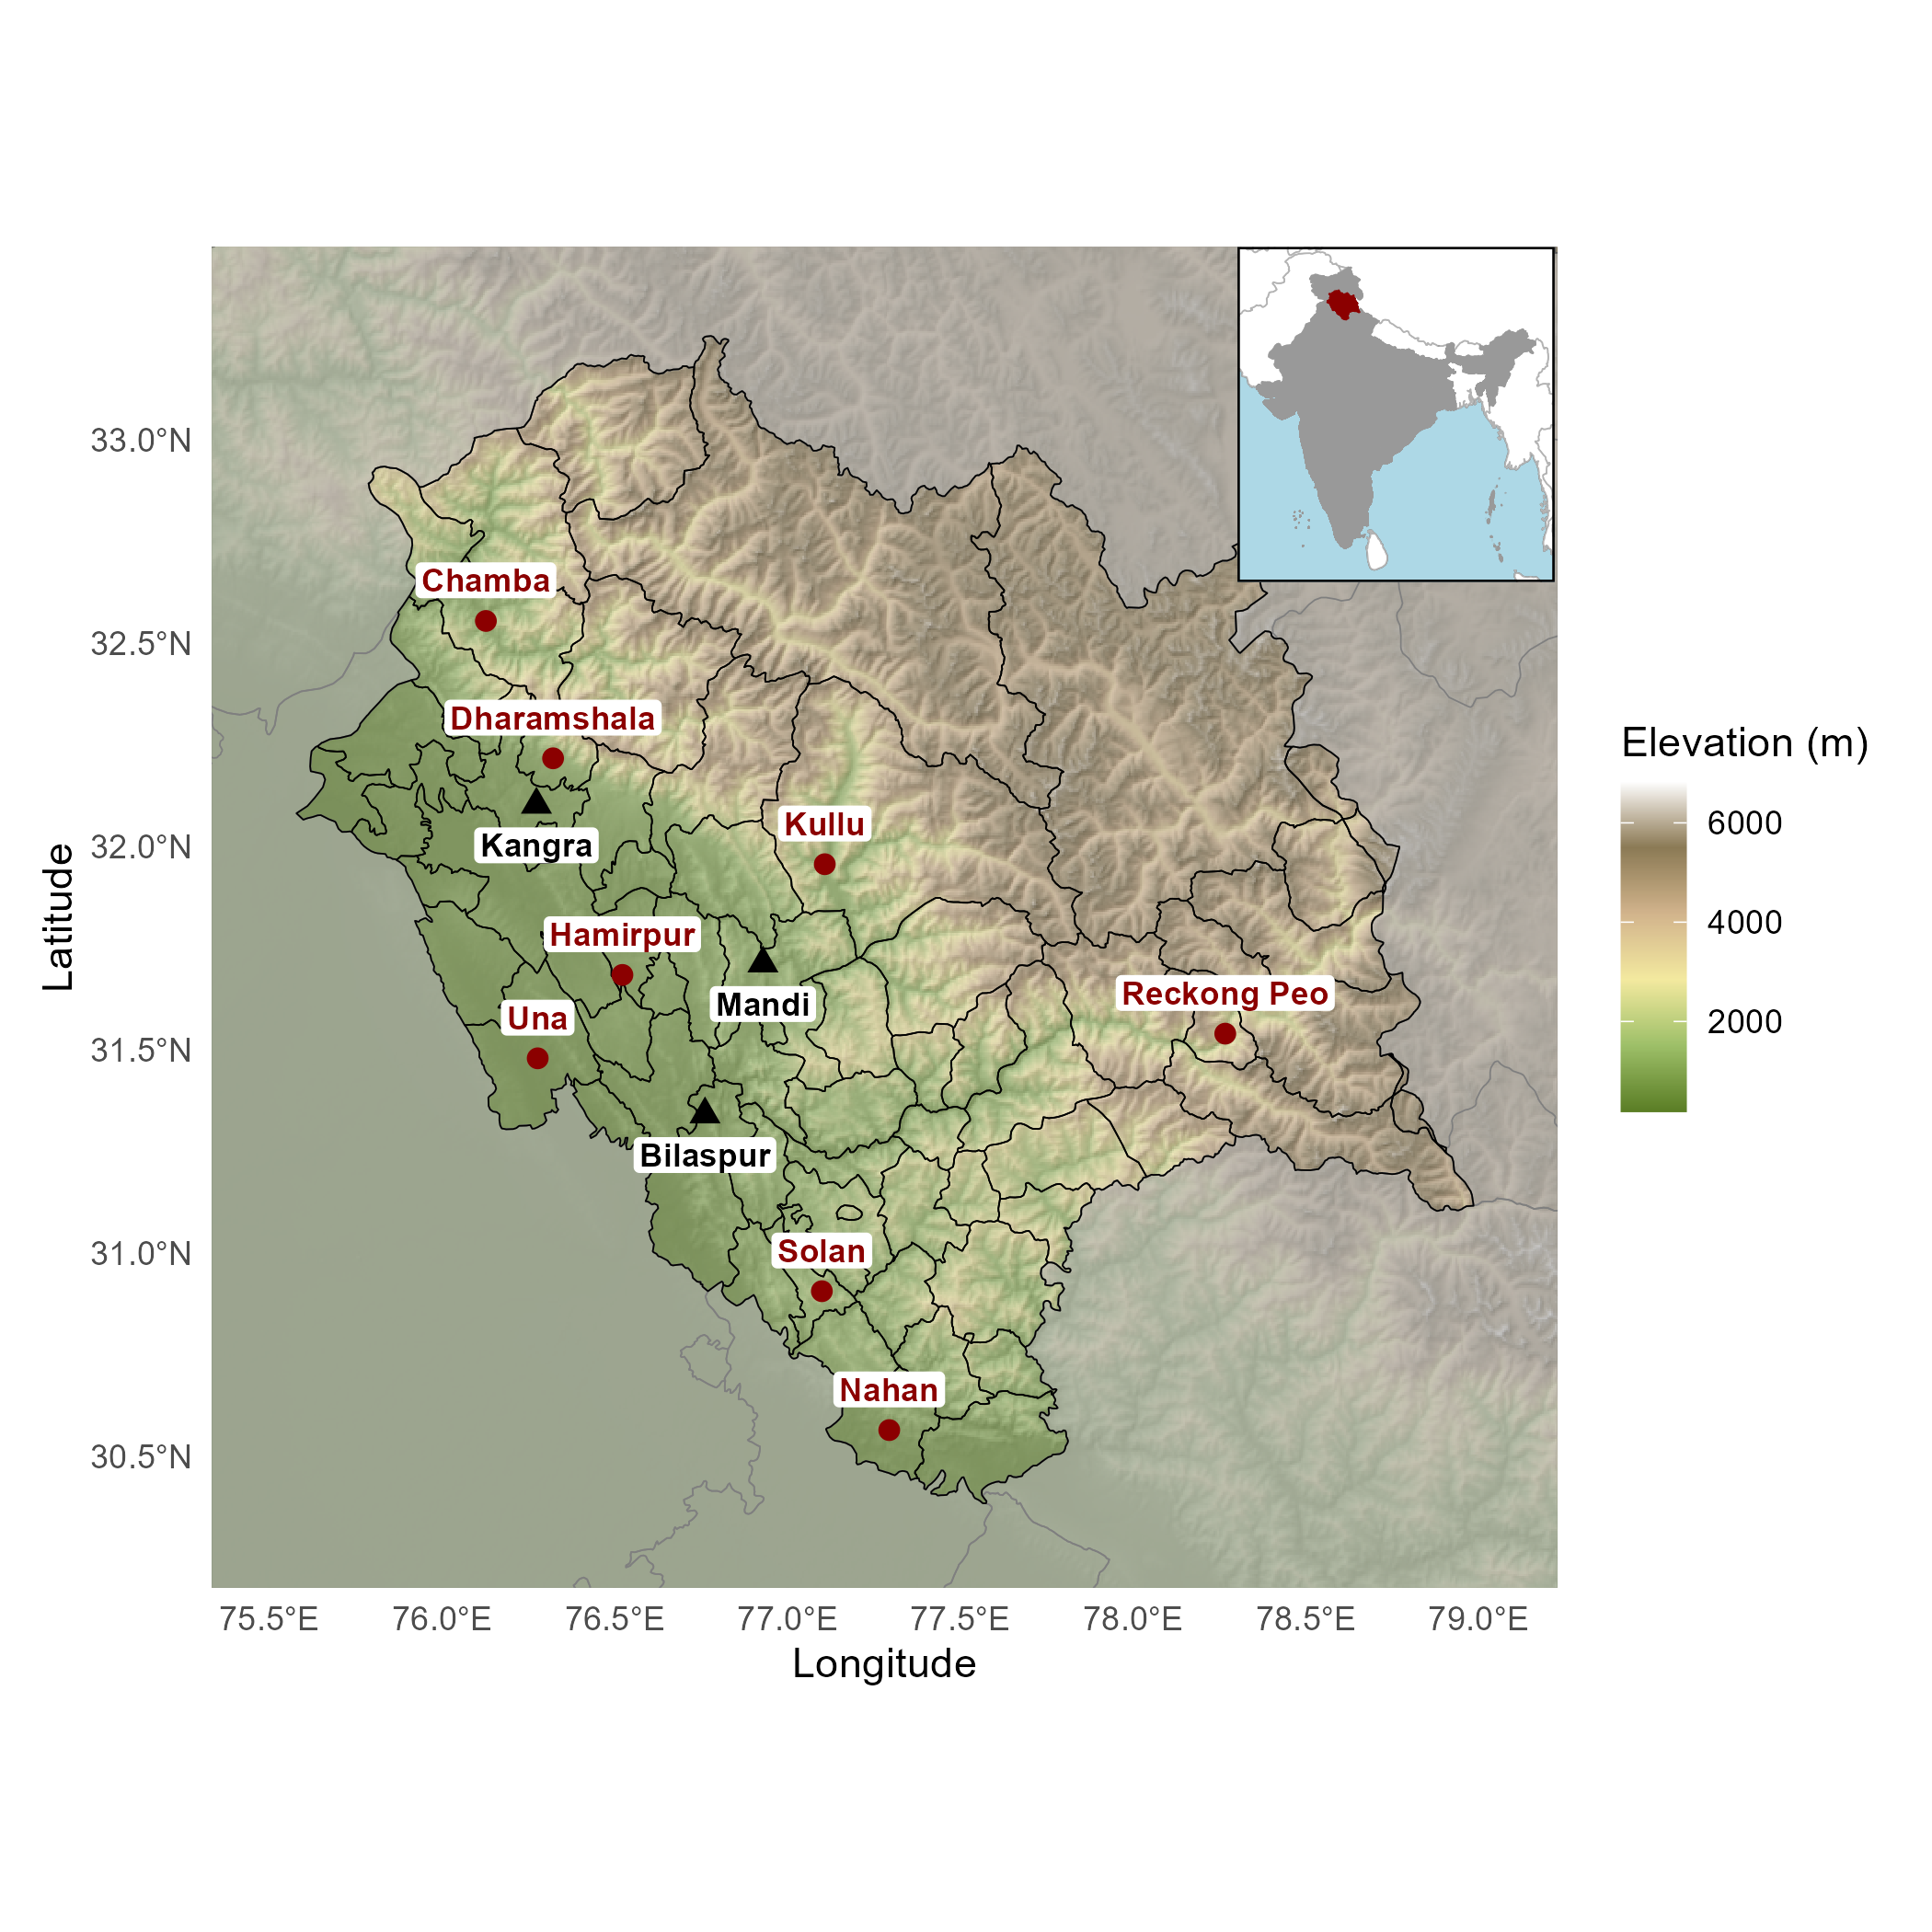 33.0°N
32.5°N
32.0°N
31.5°N
31.0°N
30.5°N
Latitude
Chamba
Dharamshala
Kangra
Kullu
Hamirpur
Mandi
Una
Reckong Peo
Bilaspur
Solan
Nahan
75.5°E 76.0°E 76.5°E 77.0°E 77.5°E 78.0°E 78.5°E 79.0°E
Longitude
Elevation (m)
6000
4000
2000